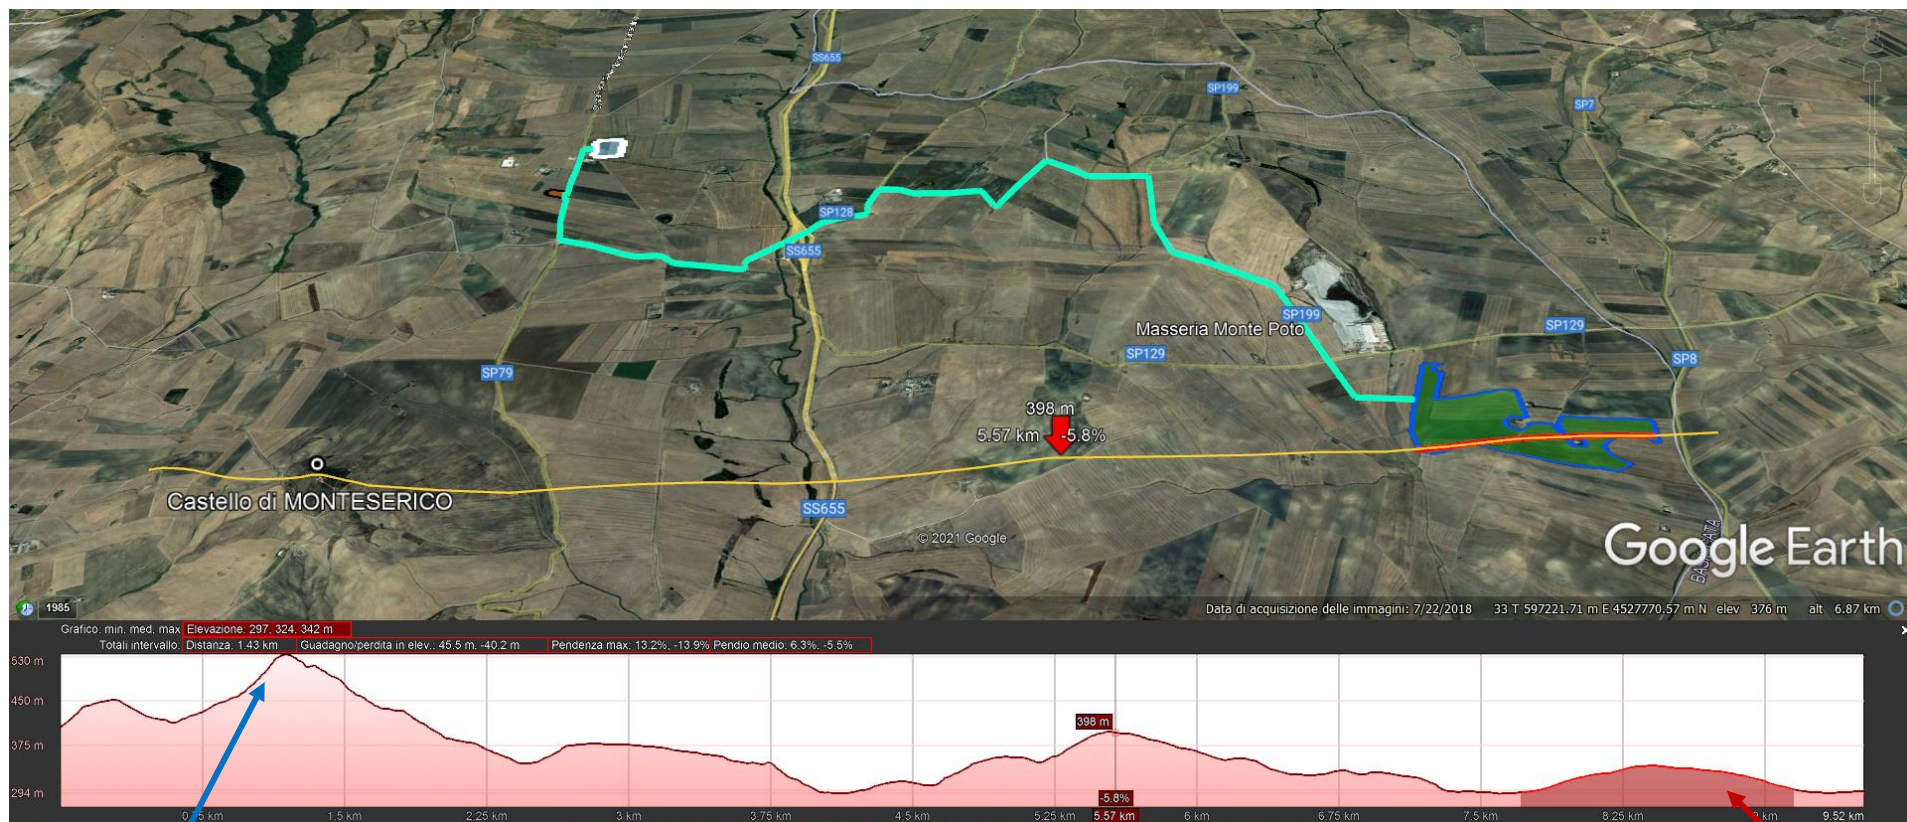 SS655
SP199
SP7
SP128
SS655
SP199
SP129
Masseria Monte Poto
SP129
SP8
SP79
398 m
5.57 km -5.8%
Castello di MONTESERICO
SS655
© 2021 Google
Google Earth
1985
Data di acquisizione delle immagini: 7/22/2018 33 T 597221.71 m E 4527770.57 m N elev 376 m alt 6.87 km
Grafico: min. med. max Elevazione: 297, 324, 342 m
Totali intervallo: Distanza: 1.43 km Guadagno/perdita in elev.: 45.5 m. -40.2 m Pendenza max: 13.2%, -13.9% Pendio medio: 6.3%. -5.5%
530 m
450 m
375 m
294 m
398 m
-5.8%
1.5 km 2.25 km 3 km 3.75 km 4.5 km 5.25 km 5.57 km 6 km 6.75 km 7.5 km 8.25 km km 9.52 km